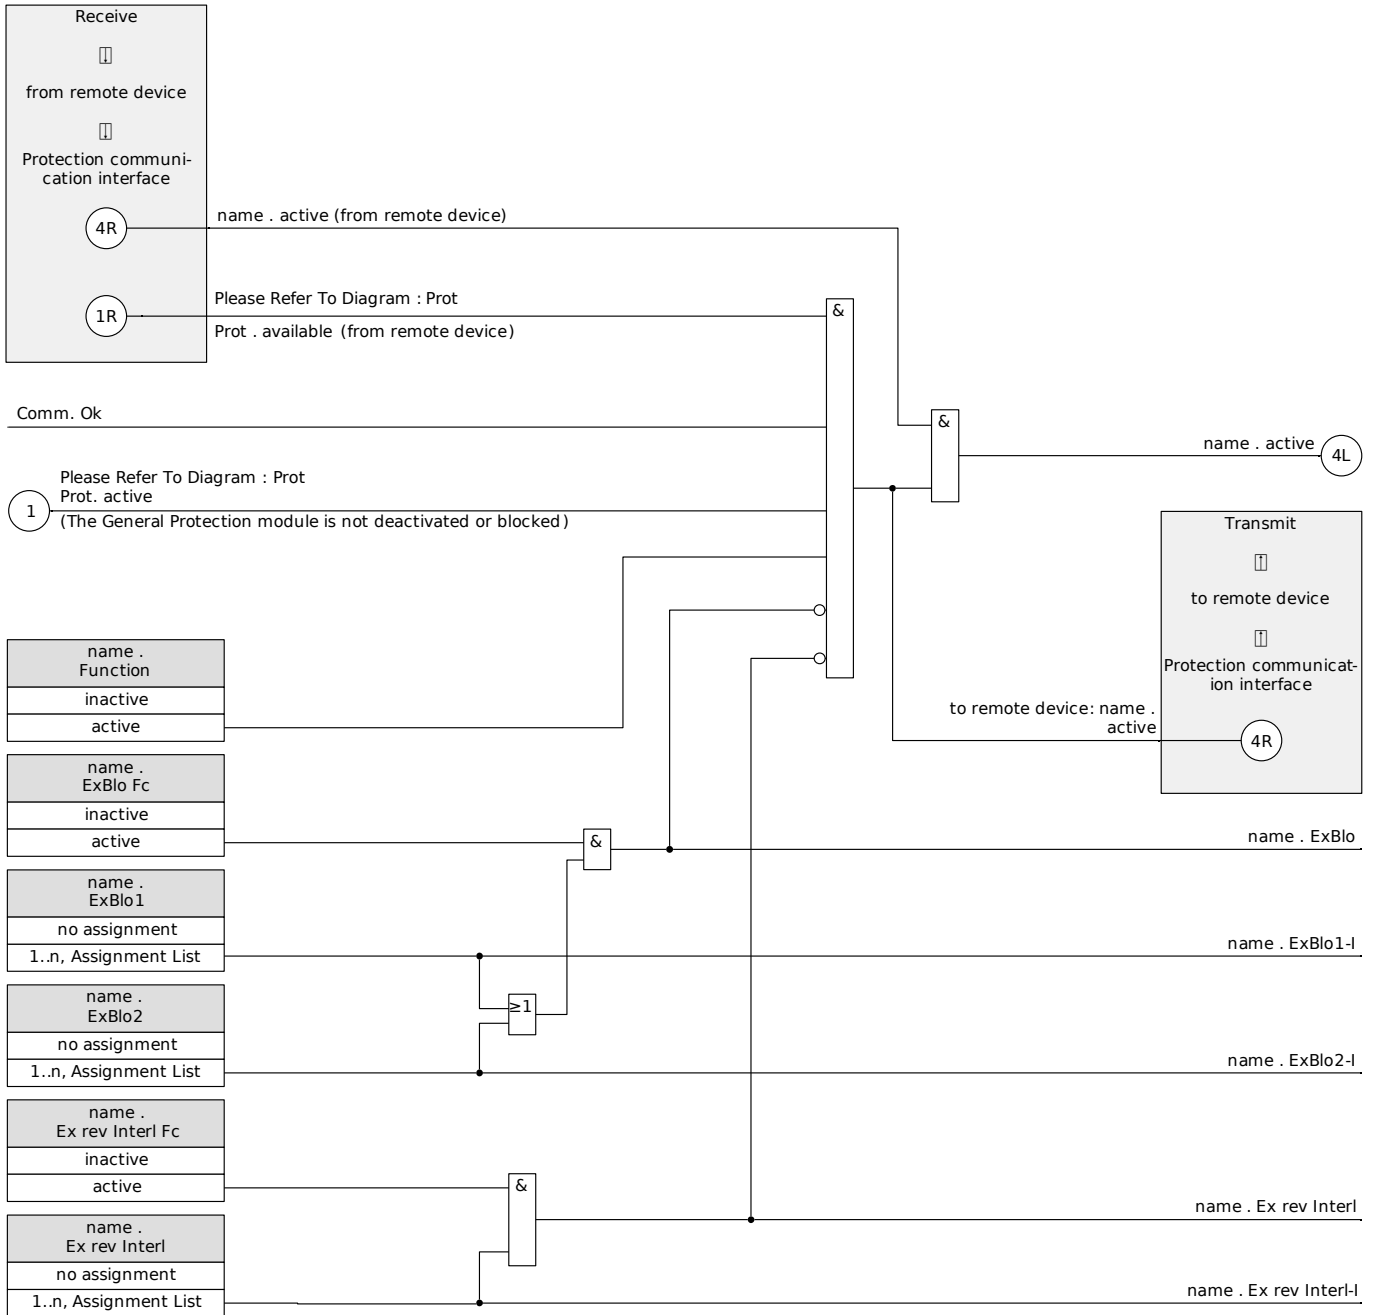 Receive
from remote device
Protection communi-
cation interface
4R
name . active (from remote device)
1R
Please Refer To Diagram : Prot
Prot . available (from remote device)
&
Comm. Ok
&
name . active
4L
1
Please Refer To Diagram : Prot
Prot. active
(The General Protection module is not deactivated or blocked)
Transmit
to remote device
Protection communicat-
ion interface
to remote device: name .
active
4R
name .
Function
inactive
active
name .
ExBlo Fc
inactive
active
&
name . ExBlo
name .
ExBlo1
no assignment
1..n, Assignment List
name . ExBlo1-I
≥1
name .
ExBlo2
no assignment
1..n, Assignment List
name . ExBlo2-I
name .
Ex rev Interl Fc
inactive
active
&
name . Ex rev Interl
name .
Ex rev Interl
no assignment
1..n, Assignment List
name . Ex rev Interl-I